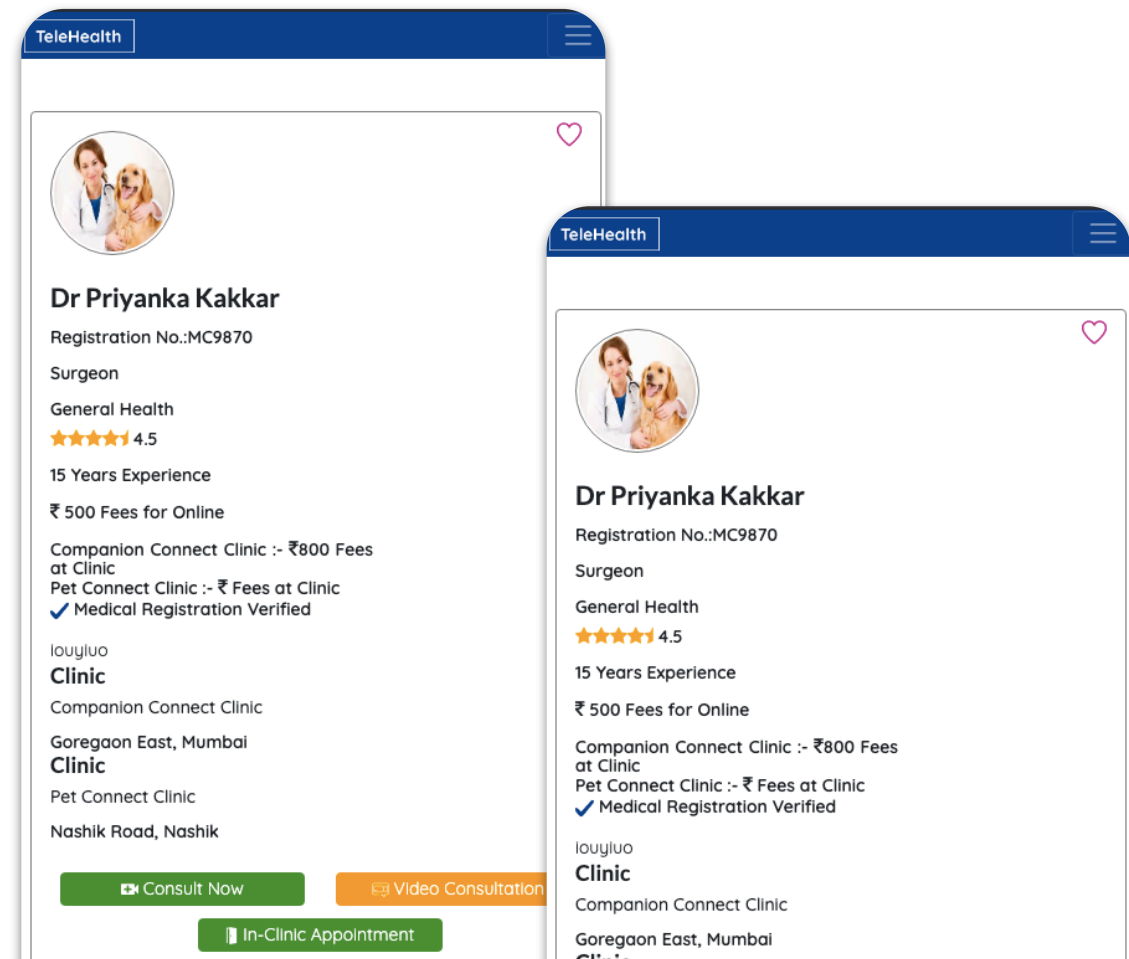 TeleHealth
Dr Priyanka Kakkar
Registration No.:MC9870
Surgeon
General Health
4.5
15 Years Experience
₹ 500 Fees for Online
Companion Connect Clinic :- ₹800 Fees
at Clinic
Pet Connect Clinic :- ₹ Fees at Clinic
Medical Registration Verified
louyluo
Clinic
Companion Connect Clinic
Goregaon East, Mumbai
Clinic
Pet Connect Clinic
Nashik Road, Nashik
Consult Now
Video Consultation
In-Clinic Appointment
TeleHealth
Dr Priyanka Kakkar
Registration No.:MC9870
Surgeon
General Health
4.5
15 Years Experience
₹ 500 Fees for Online
Companion Connect Clinic :- ₹800 Fees
at Clinic
Pet Connect Clinic :- ₹ Fees at Clinic
Medical Registration Verified
louyluo
Clinic
Companion Connect Clinic
Goregaon East, Mumbai
Clinic